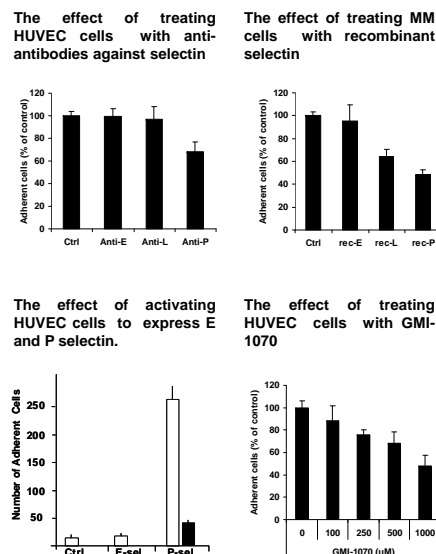 The effect of treating
HUVEC cells with anti-
antibodies against selectin
Adherent cells (% of control)
120
100
80
60
40
20
0
Ctrl Anti-E Anti-L Anti-P
The effect of treating MM
cells with recombinant
selectin
Adherent cells (% of control)
120
100
80
60
40
20
0
Ctrl rec-E rec-L rec-P
The effect of activating
HUVEC cells to express E
and P selectin.
Number of Adherent Cells
250
200
150
100
50
Ctrl E-sel P-sel
The effect of treating
HUVEC cells with GMI-
1070
Adherent cells (% of control)
120
100
80
60
40
20
0
0 100 250 500 1000
GMI-1070 (uM)